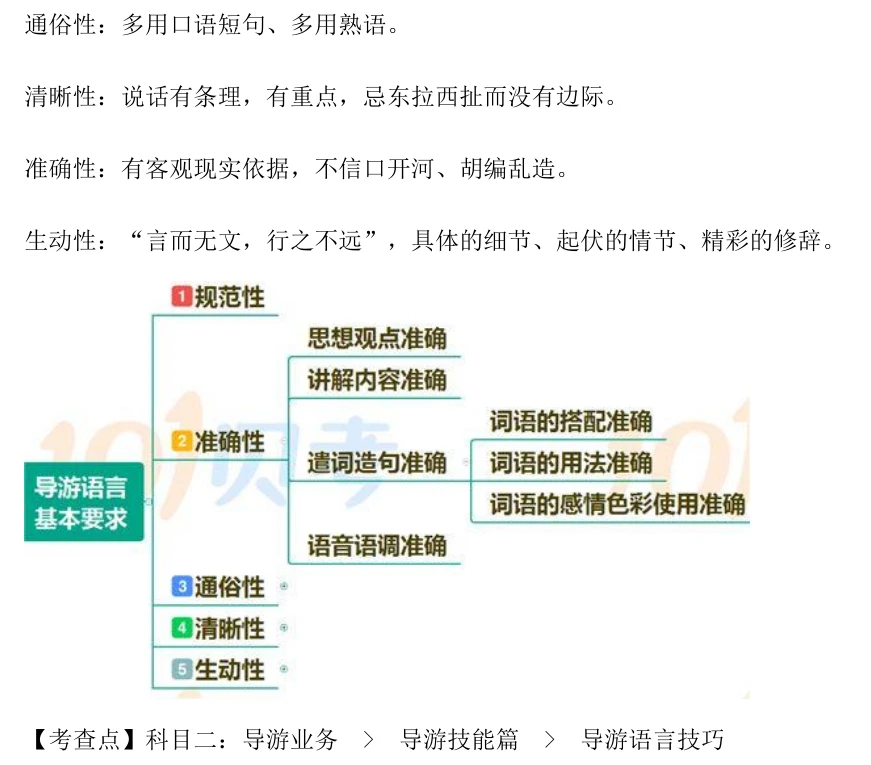 通俗性：多用口语短句、多用熟语。
清晰性：说话有条理，有重点，忌东拉西扯而没有边际。
准确性：有客观现实依据，不信口开河、胡编乱造。
生动性：“言而无文，行之不远”，具体的细节、起伏的情节、精彩的修辞。
1 规范性
思想观点准确
讲解内容准确
词语的搭配准确
2 准确性
遣词造句准确
词语的用法准确
导游语言
基本要求
词语的感情色彩使用准确
语音语调准确
3 通俗性
4 清晰性
5 生动性
101贝考
101
【考查点】科目二：导游业务 > 导游技能篇 > 导游语言技巧